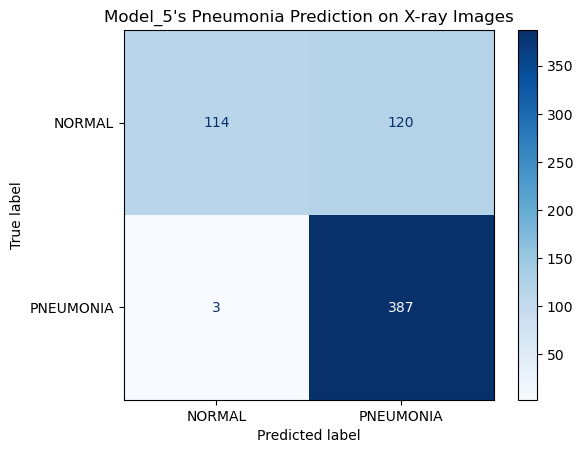 Model_5's Pneumonia Prediction on X-ray Images
NORMAL
114
120
PNEUMONIA
3
387
NORMAL
PNEUMONIA
Predicted label
True label
350
300
250
200
150
100
50